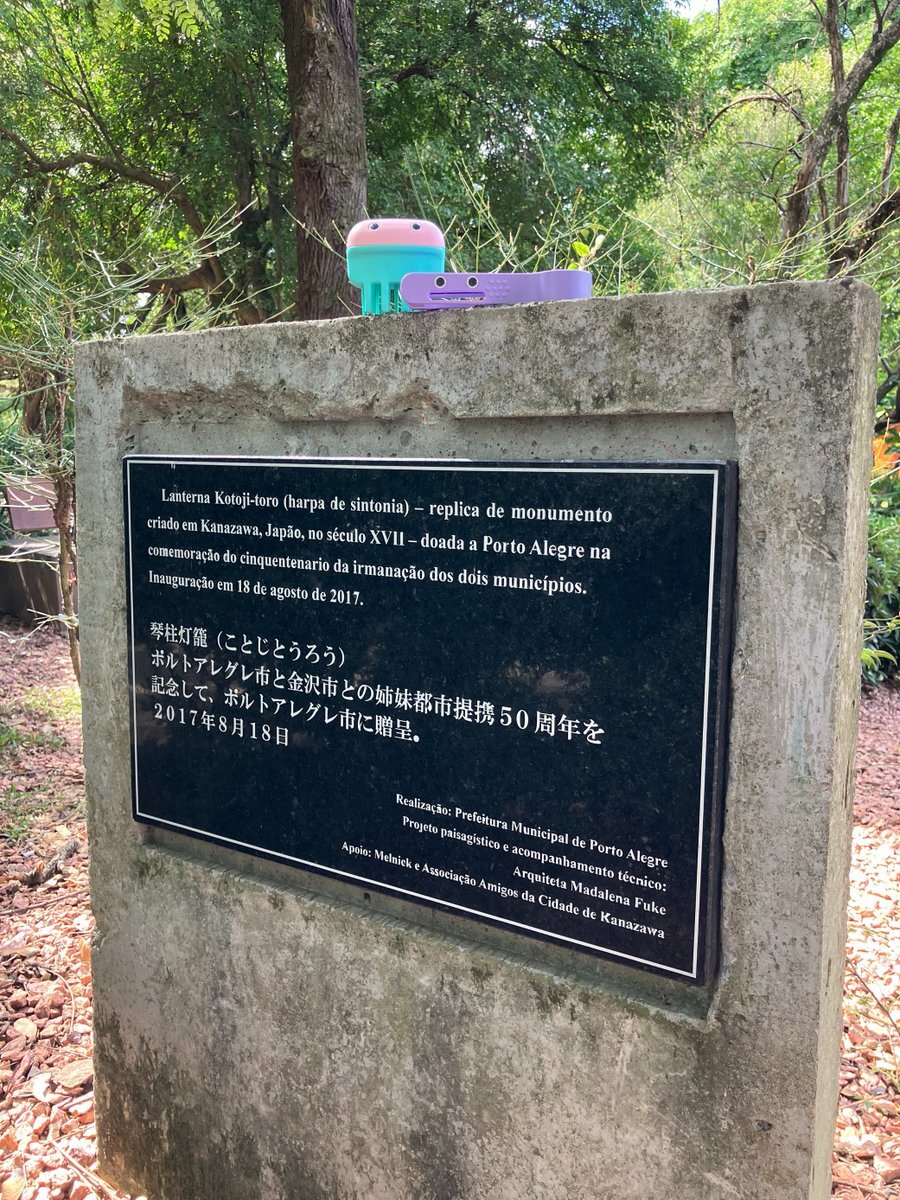 Lanterna Kotoji-toro (harpa de sintonia) – replica de monumento
criado em Kanazawa, Japão, no século XVII – doada a Porto Alegre na
comemoração do cinquentenario da irmanação dos dois municípios.
Inauguração em 18 de agosto de 2017.
琴柱灯籠（ことじとうろう）
ポルトアレグレ市と金沢市との姉妹都市提携50周年を
記念して、ポルトアレグレ市に贈呈。
2017年8月18日
Realização: Prefeitura Municipal de Porto Alegre
Projeto paisagístico e acompanhamento técnico:
Arquiteta Madalena Fuke
Apoio: Melnick e Associação Amigos da Cidade de Kanazawa